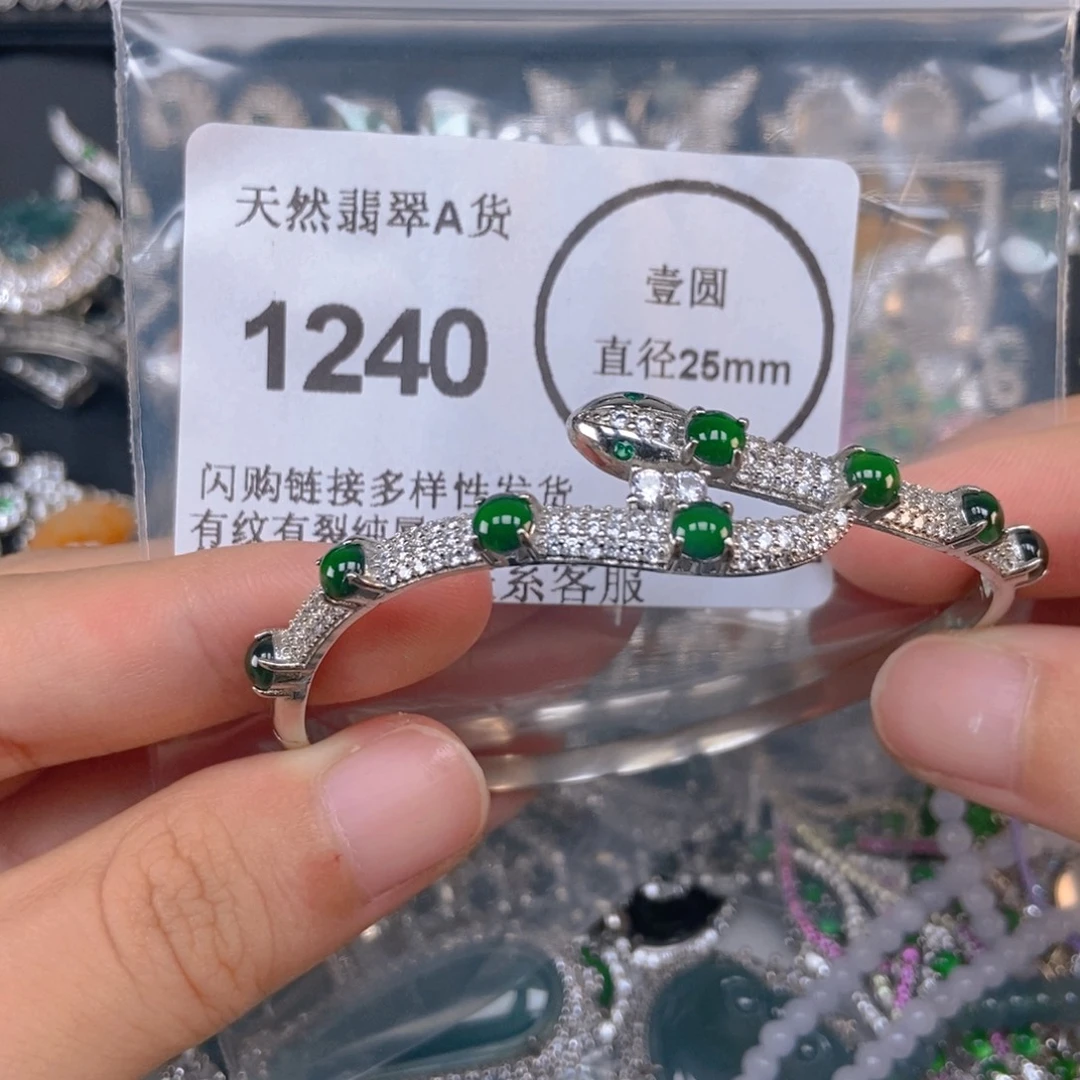 天然翡翠A货
1240
壹圆
直径25mm
闪购链接多样性发货
有纹有裂纯属
系客服